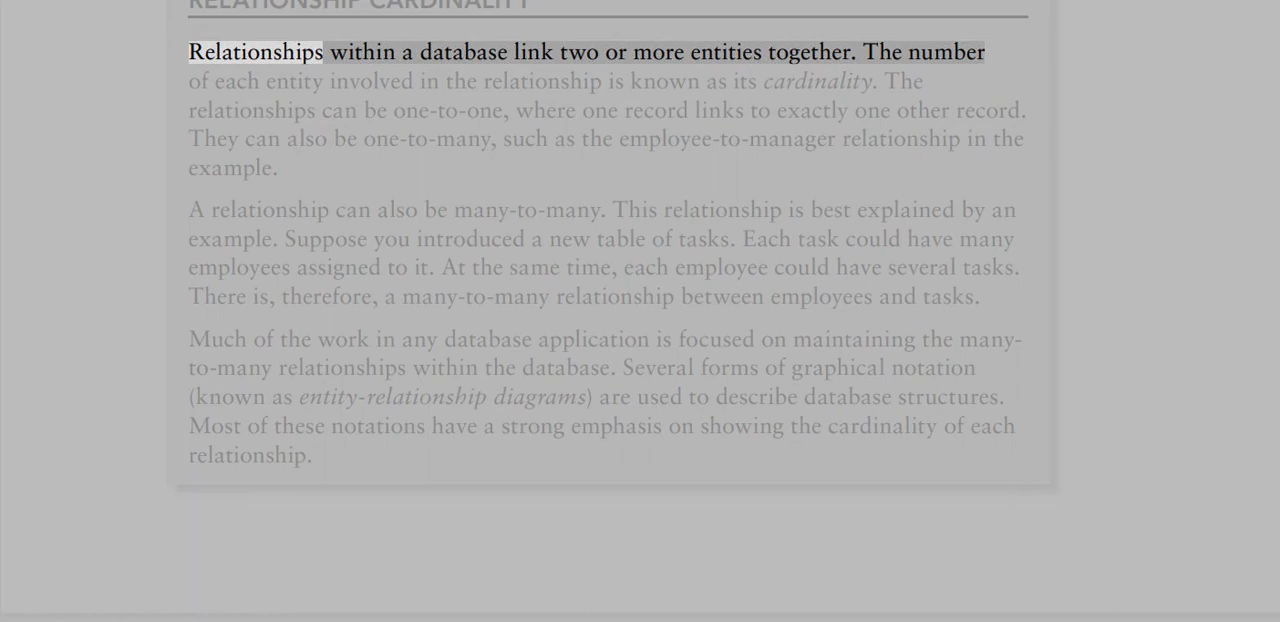 RELATIONSHIP CARDINALITY
Relationships within a database link two or more entities together. The number
of each entity involved in the relationship is known as its cardinality. The
relationships can be one-to-one, where one record links to exactly one other record.
They can also be one-to-many, such as the employee-to-manager relationship in the
example.
A relationship can also be many-to-many. This relationship is best explained by an
example. Suppose you introduced a new table of tasks. Each task could have many
employees assigned to it. At the same time, each employee could have several tasks.
There is, therefore, a many-to-many relationship between employees and tasks.
Much of the work in any database application is focused on maintaining the many-
to-many relationships within the database. Several forms of graphical notation
(known as entity-relationship diagrams) are used to describe database structures.
Most of these notations have a strong emphasis on showing the cardinality of each
relationship.